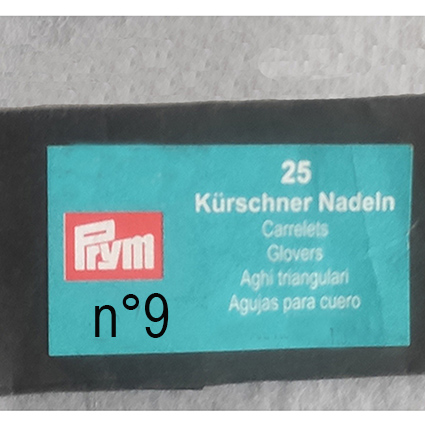 25
Kürschner Nadeln
Carrelets
Glovers
Aghi triangulari
Agujas para cuero
Prym
n°9